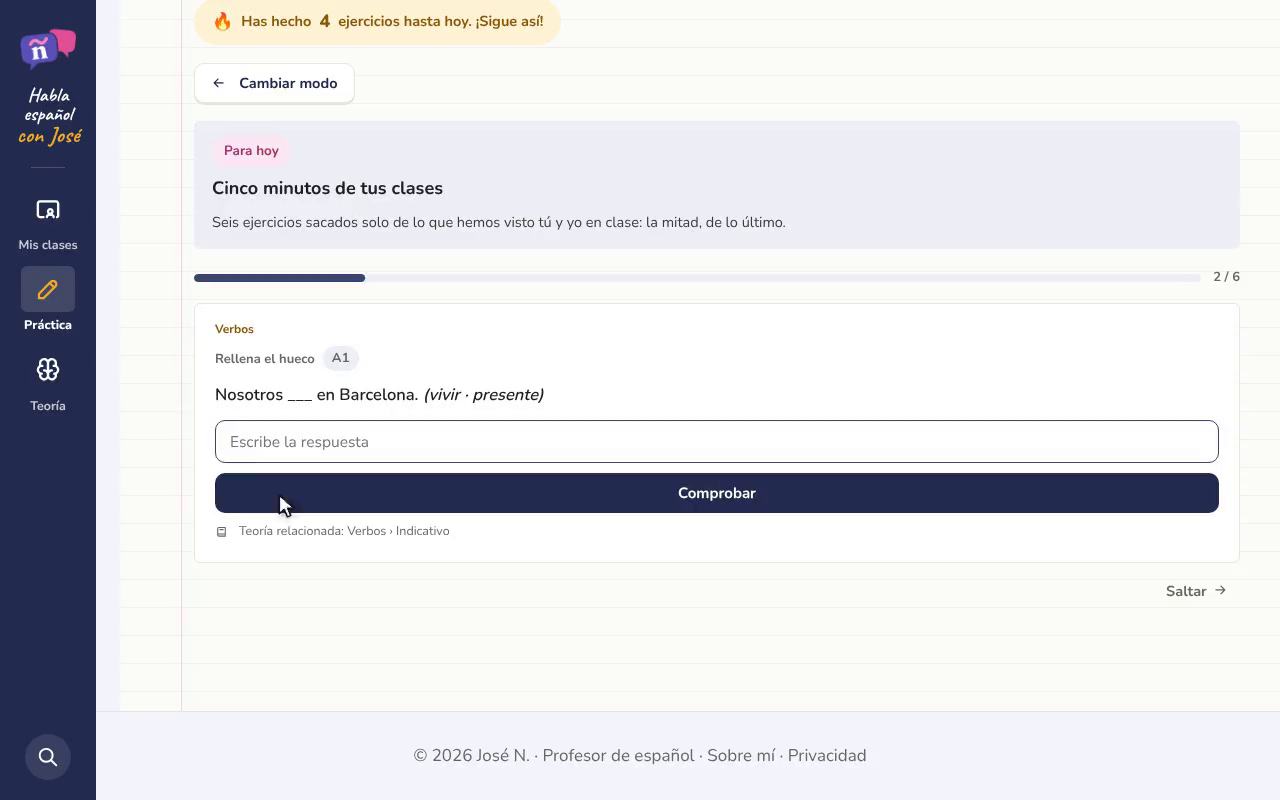 ñ
Habla
español
con José
Mis clases
Práctica
Teoría
🔥 Has hecho 4 ejercicios hasta hoy. ¡Sigue así!
← Cambiar modo
Para hoy
Cinco minutos de tus clases
Seis ejercicios sacados solo de lo que hemos visto tú y yo en clase: la mitad, de lo último.
2 / 6
Verbos
Rellena el hueco A1
Nosotros ___ en Barcelona. (vivir · presente)
Escribe la respuesta
Comprobar
Teoría relacionada: Verbos › Indicativo
Saltar →
© 2026 José N. · Profesor de español · Sobre mí · Privacidad